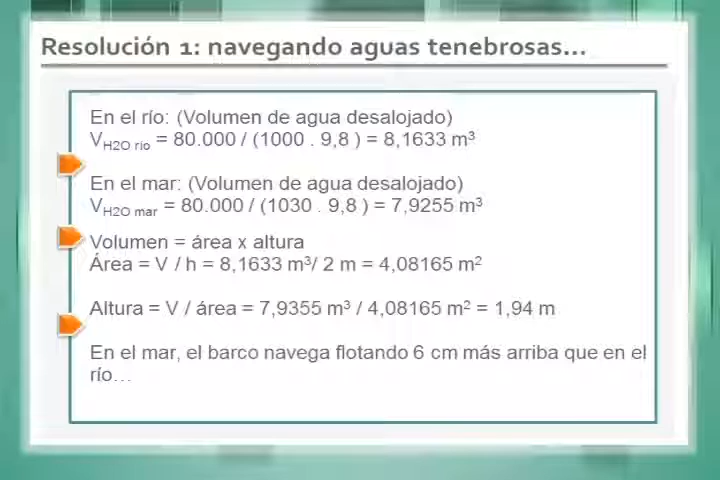 Resolución 1: navegando aguas tenebrosas...
En el río: (Volumen de agua desalojado)
VH2O río = 80.000 / (1000 . 9,8 ) = 8,1633 m³
En el mar: (Volumen de agua desalojado)
VH2O mar = 80.000 / (1030 . 9,8 ) = 7,9255 m³
Volumen = área x altura
Área = V / h = 8,1633 m³/ 2 m = 4,08165 m²
Altura = V / área = 7,9355 m³ / 4,08165 m² = 1,94 m
En el mar, el barco navega flotando 6 cm más arriba que en el
río...